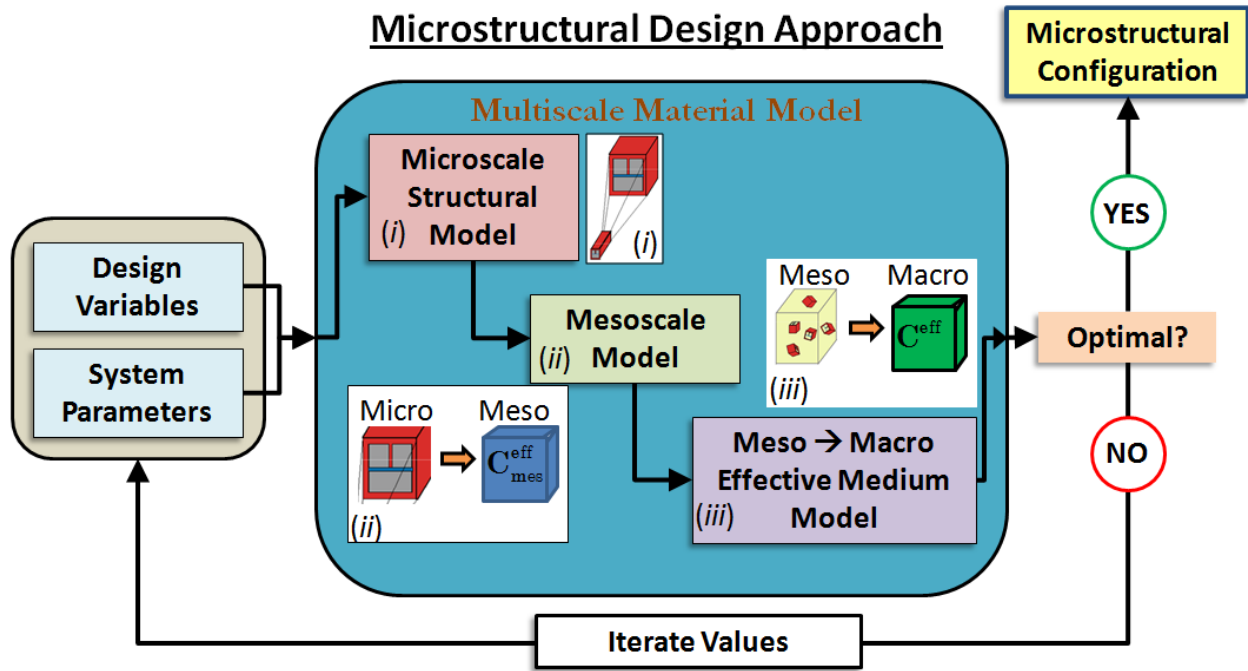 Microstructural Design Approach
Microstructural
Configuration
Multiscale Material Model
Microscale
Structural
(i) Model
(i)
YES
Design
Variables
System
Parameters
Mesoscale
(ii) Model
Meso Macro
C^eff
(iii)
Optimal?
Micro Meso
C^eff_mes
(ii)
Meso → Macro
Effective Medium
(iii) Model
NO
Iterate Values